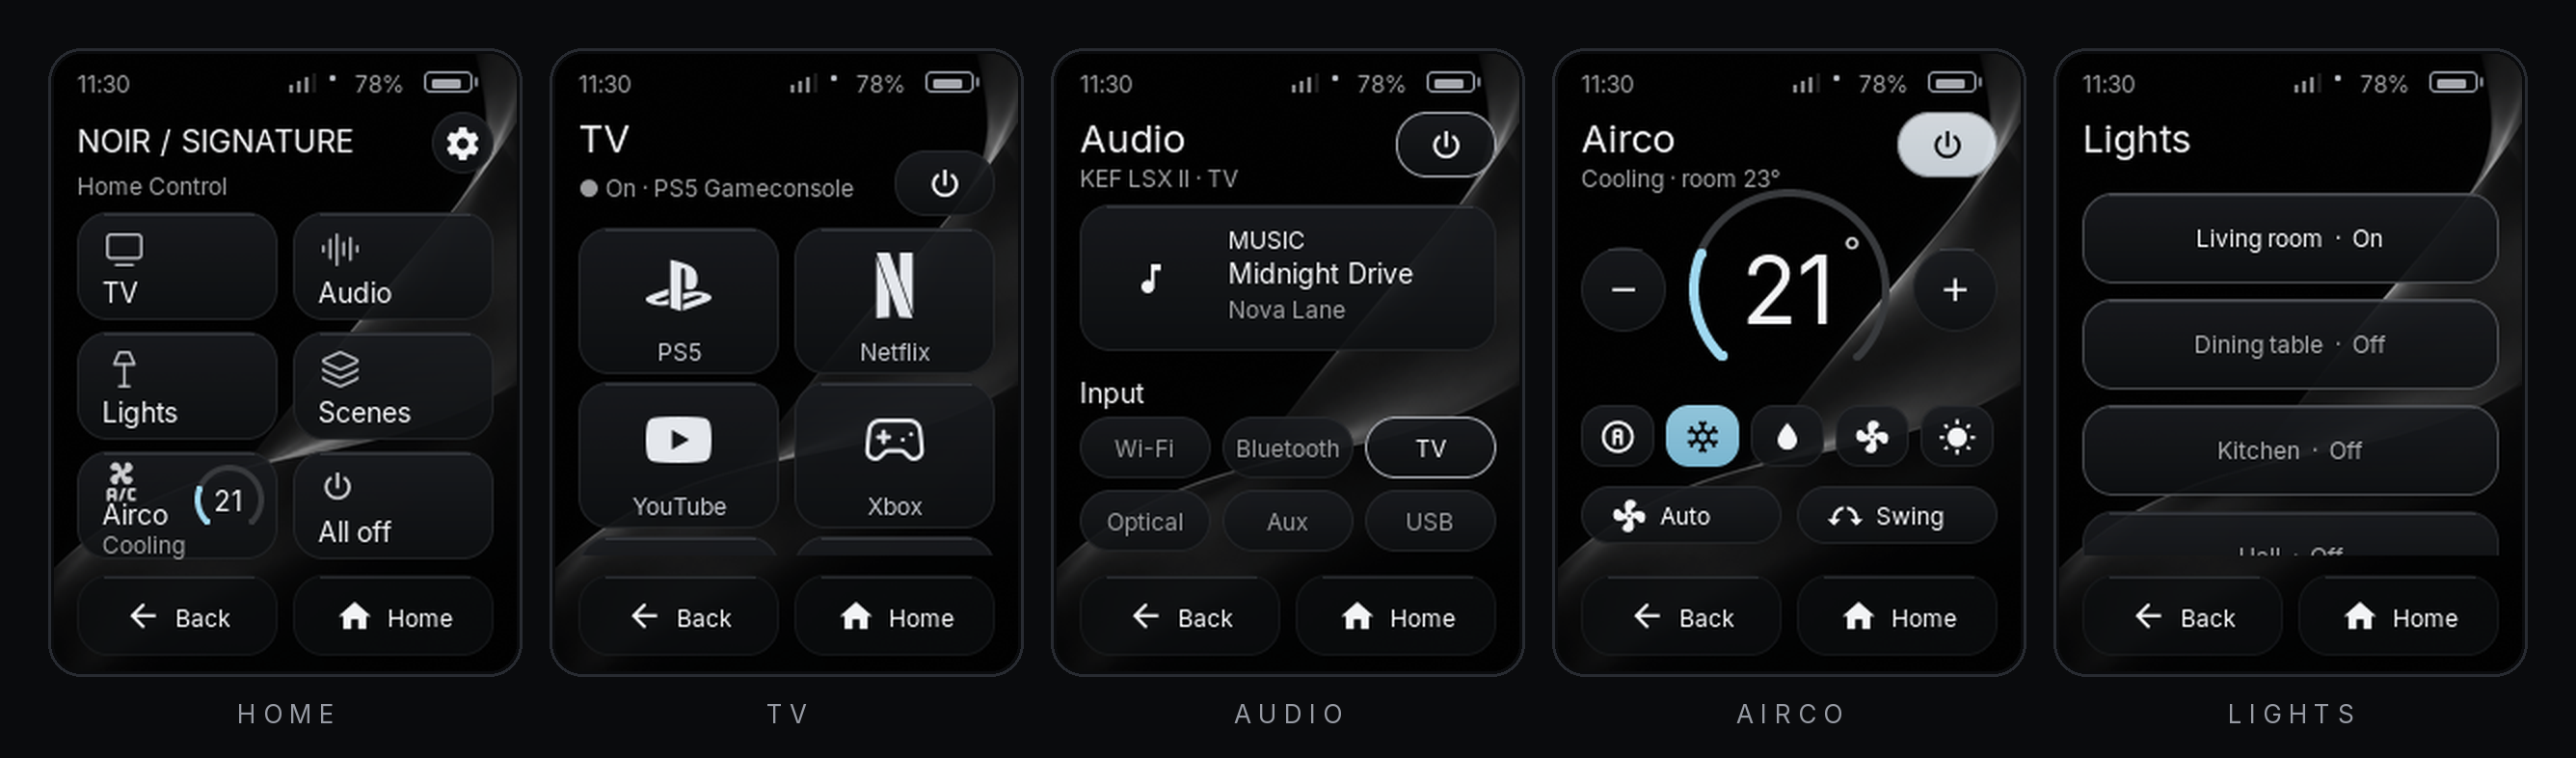 11:30 78%
NOIR / SIGNATURE
Home Control
TV Audio
Lights Scenes
A/C
Airco 21
Cooling All off
Back Home
HOME
11:30 78%
TV
On · PS5 Gameconsole
PS5 Netflix
YouTube Xbox
Back Home
TV
11:30 78%
Audio
KEF LSX II · TV
MUSIC
Midnight Drive
Nova Lane
Input
Wi-Fi Bluetooth TV
Optical Aux USB
Back Home
AUDIO
11:30 78%
Airco
Cooling · room 23°
21°
A
Auto Swing
Back Home
AIRCO
11:30 78%
Lights
Living room · On
Dining table · Off
Kitchen · Off
Hall · Off
Back Home
LIGHTS